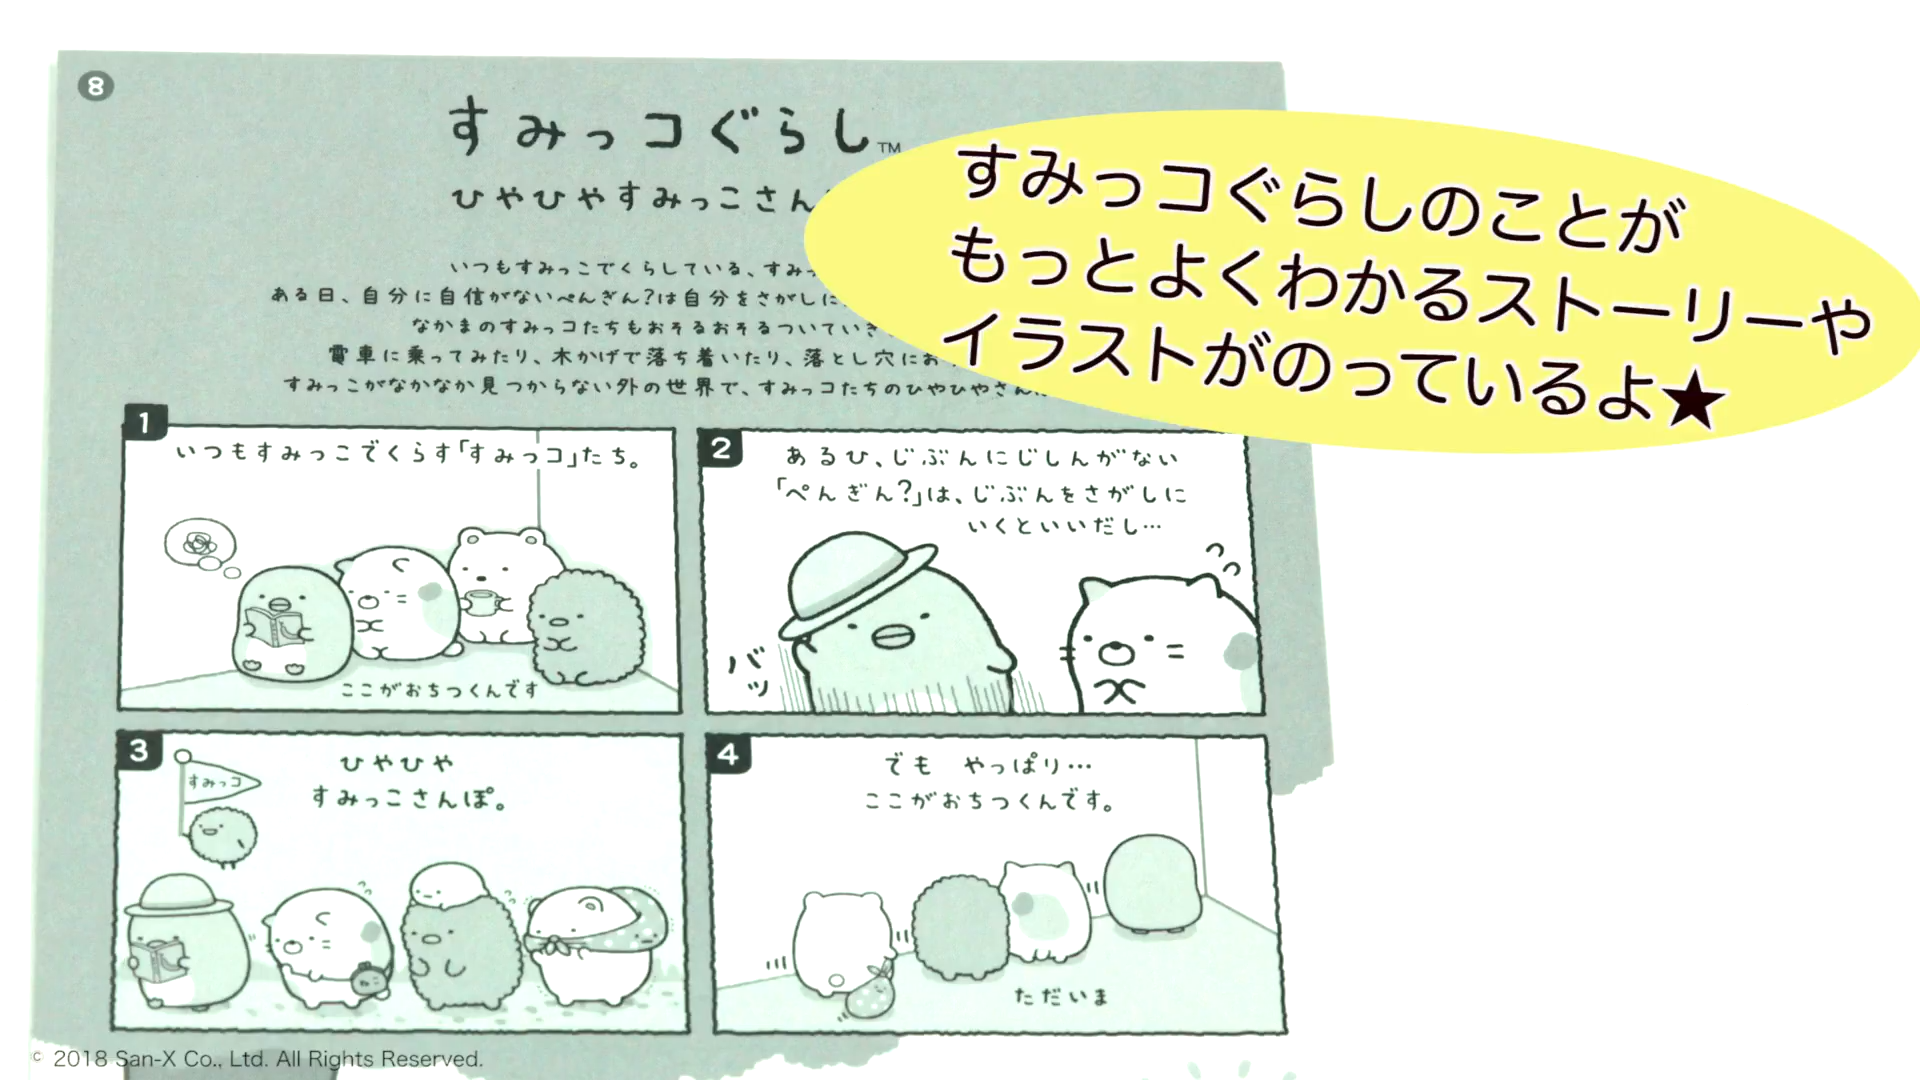 8
すみっコぐらし™
ひやひやすみっこさん
いつもすみっこでくらしている、すみっ
ある日、自分に自信がないぺんぎん?は自分をさがしに
なかまのすみっコたちもおそるおそるついていき
電車に乗ってみたり、木かげで落ち着いたり、落とし穴にお
すみっこがなかなか見つからない外の世界で、すみっコたちのひやひやさん
すみっコぐらしのことが
もっとよくわかるストーリーや
イラストがのっているよ★
1
いつもすみっこでくらす「すみっコ」たち。
ここがおちつくんです
2
あるひ、じぶんにじしんがない
「ぺんぎん?」は、じぶんをさがしに
いくといいだし…
バッ
3
すみっコ
ひやひや
すみっこさんぽ。
4
でも やっぱり…
ここがおちつくんです。
ただいま
© 2018 San-X Co., Ltd. All Rights Reserved.